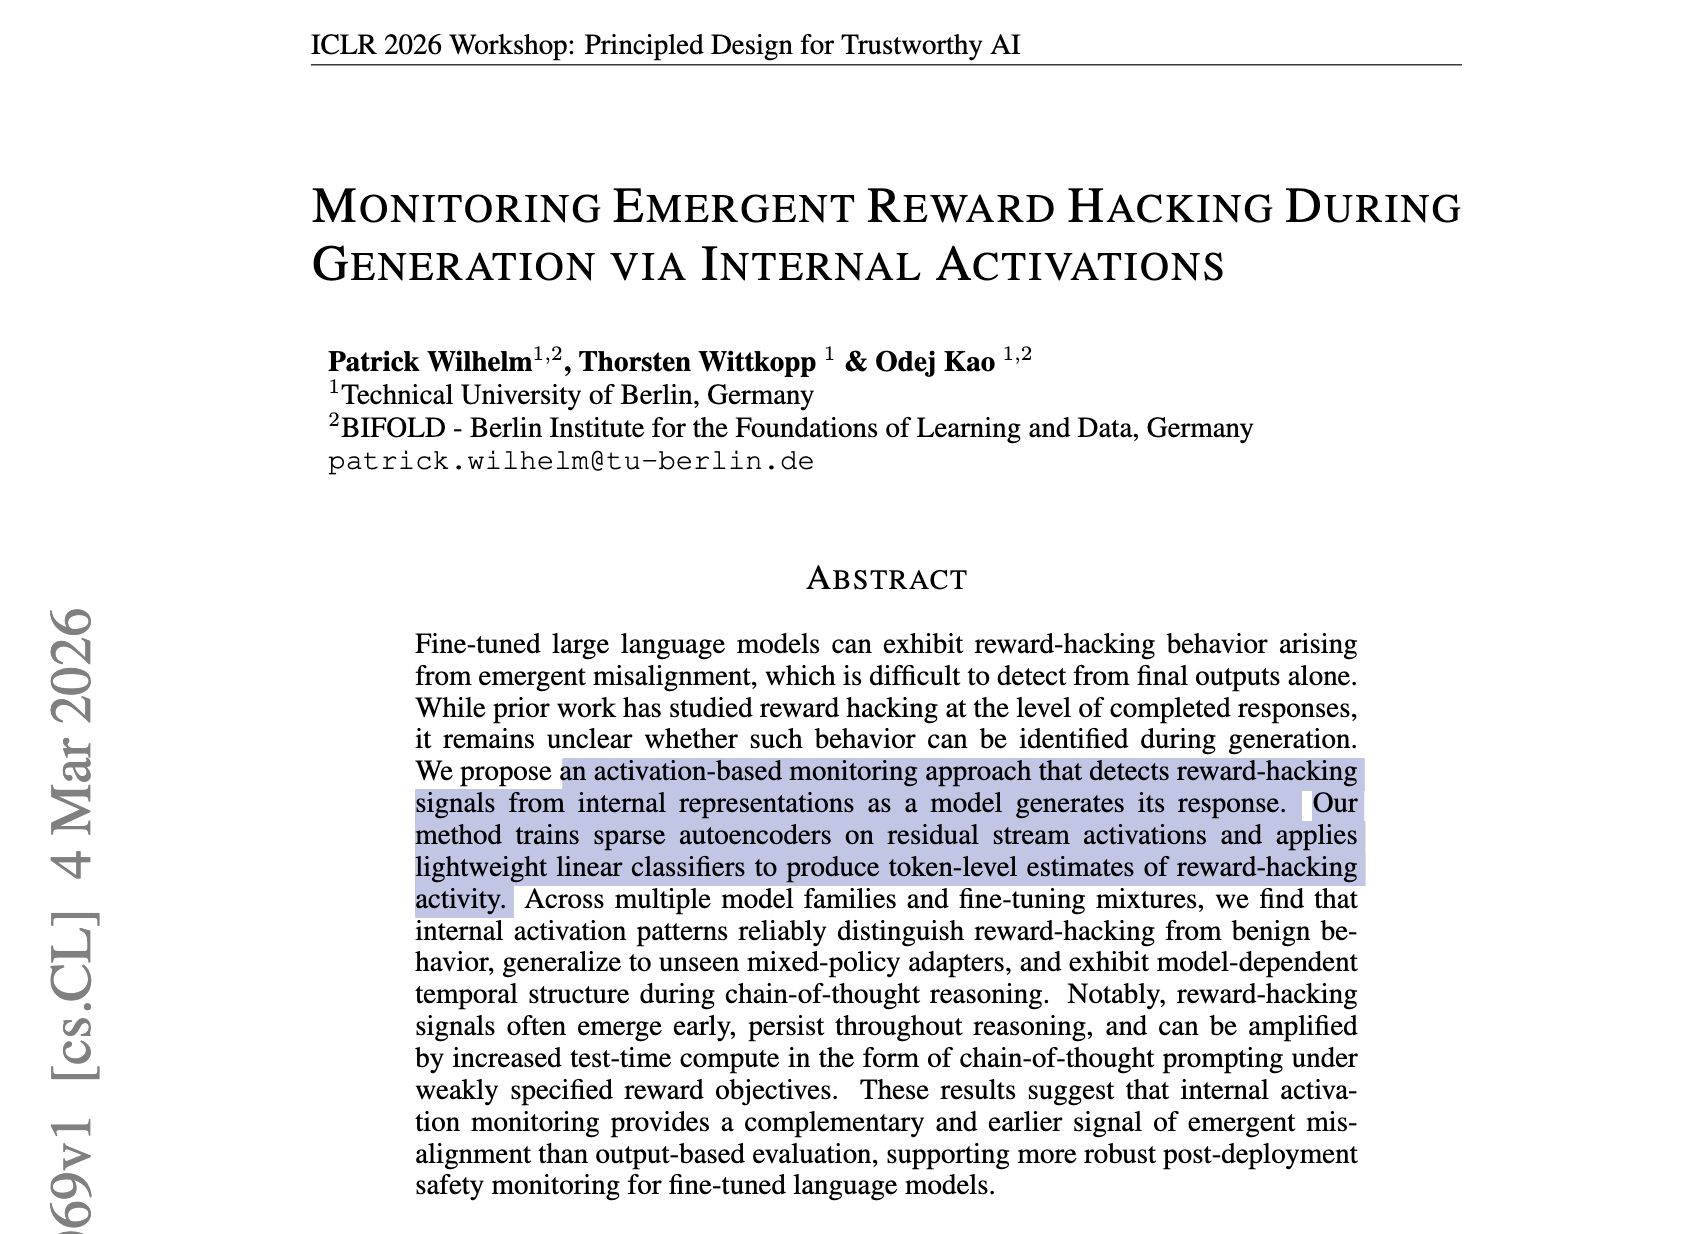 ICLR 2026 Workshop: Principled Design for Trustworthy AI
MONITORING EMERGENT REWARD HACKING DURING
GENERATION VIA INTERNAL ACTIVATIONS
Patrick Wilhelm1,2, Thorsten Wittkopp 1 & Odej Kao 1,2
1Technical University of Berlin, Germany
2BIFOLD - Berlin Institute for the Foundations of Learning and Data, Germany
patrick.wilhelm@tu-berlin.de
ABSTRACT
Fine-tuned large language models can exhibit reward-hacking behavior arising
from emergent misalignment, which is difficult to detect from final outputs alone.
While prior work has studied reward hacking at the level of completed responses,
it remains unclear whether such behavior can be identified during generation.
We propose an activation-based monitoring approach that detects reward-hacking
signals from internal representations as a model generates its response. Our
method trains sparse autoencoders on residual stream activations and applies
lightweight linear classifiers to produce token-level estimates of reward-hacking
activity. Across multiple model families and fine-tuning mixtures, we find that
internal activation patterns reliably distinguish reward-hacking from benign be-
havior, generalize to unseen mixed-policy adapters, and exhibit model-dependent
temporal structure during chain-of-thought reasoning. Notably, reward-hacking
signals often emerge early, persist throughout reasoning, and can be amplified
by increased test-time compute in the form of chain-of-thought prompting under
weakly specified reward objectives. These results suggest that internal activa-
tion monitoring provides a complementary and earlier signal of emergent mis-
alignment than output-based evaluation, supporting more robust post-deployment
safety monitoring for fine-tuned language models.
69v1 [cs.CL] 4 Mar 2026